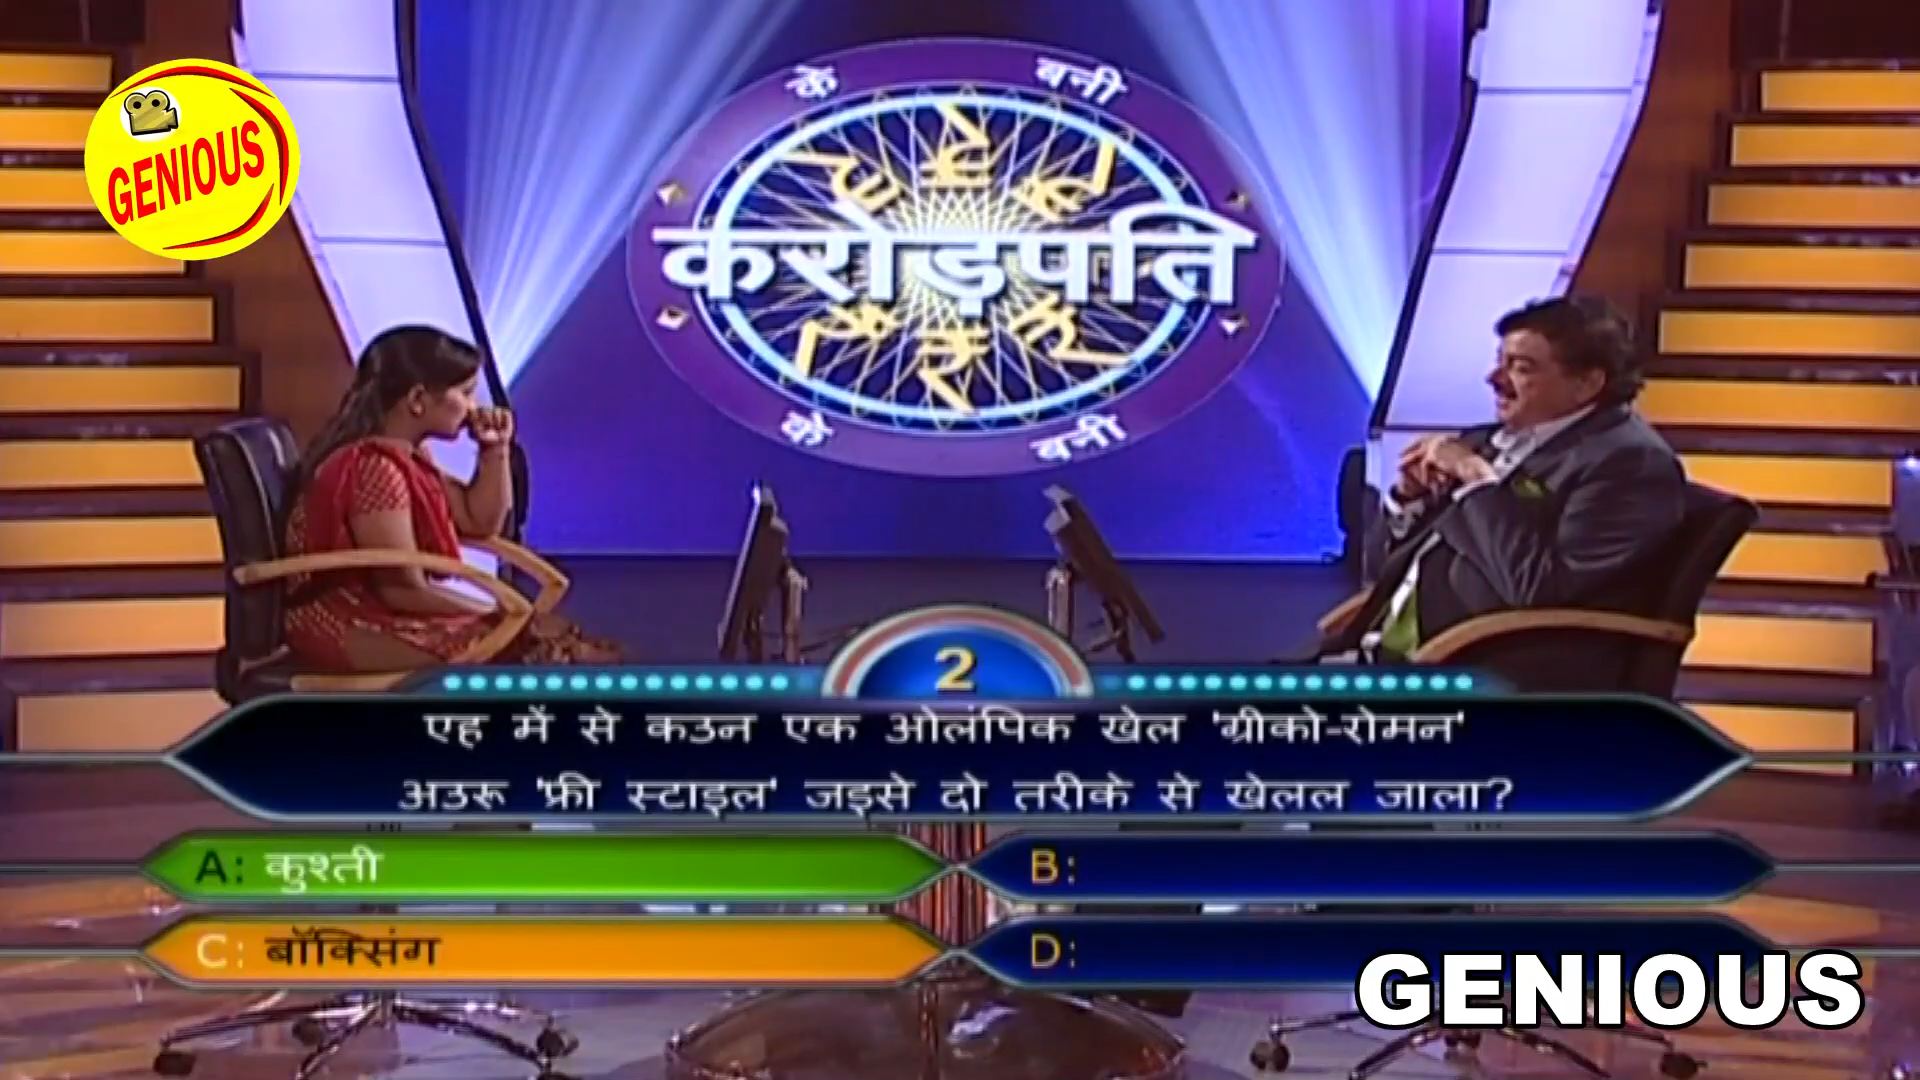 GENIOUS
के बनी
करोड़पति
के बनी
2
एह में से कउन एक ओलंपिक खेल 'ग्रीको-रोमन'
अउरू 'फ्री स्टाइल' जइसे दो तरीके से खेलल जाला?
A: कुश्ती
B:
C: बॉक्सिंग
D:
GENIOUS